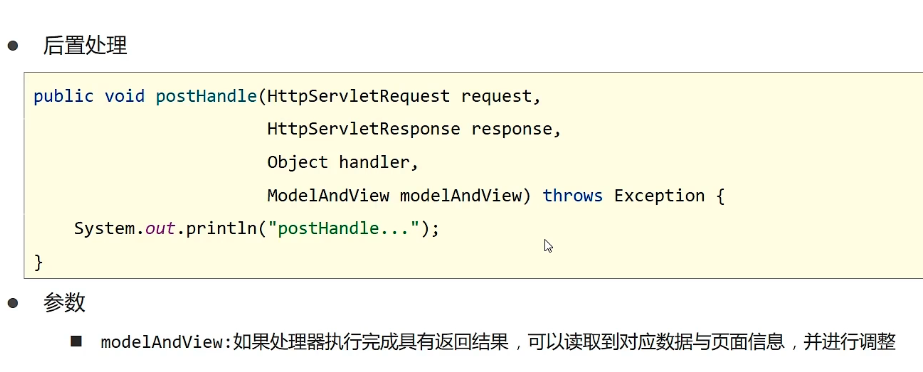 后置处理
public void postHandle(HttpServletRequest request,
HttpServletResponse response,
Object handler,
ModelAndView modelAndView) throws Exception {
System.out.println("postHandle...");
}
参数
modelAndView:如果处理器执行完成具有返回结果，可以读取到对应数据与页面信息，并进行调整